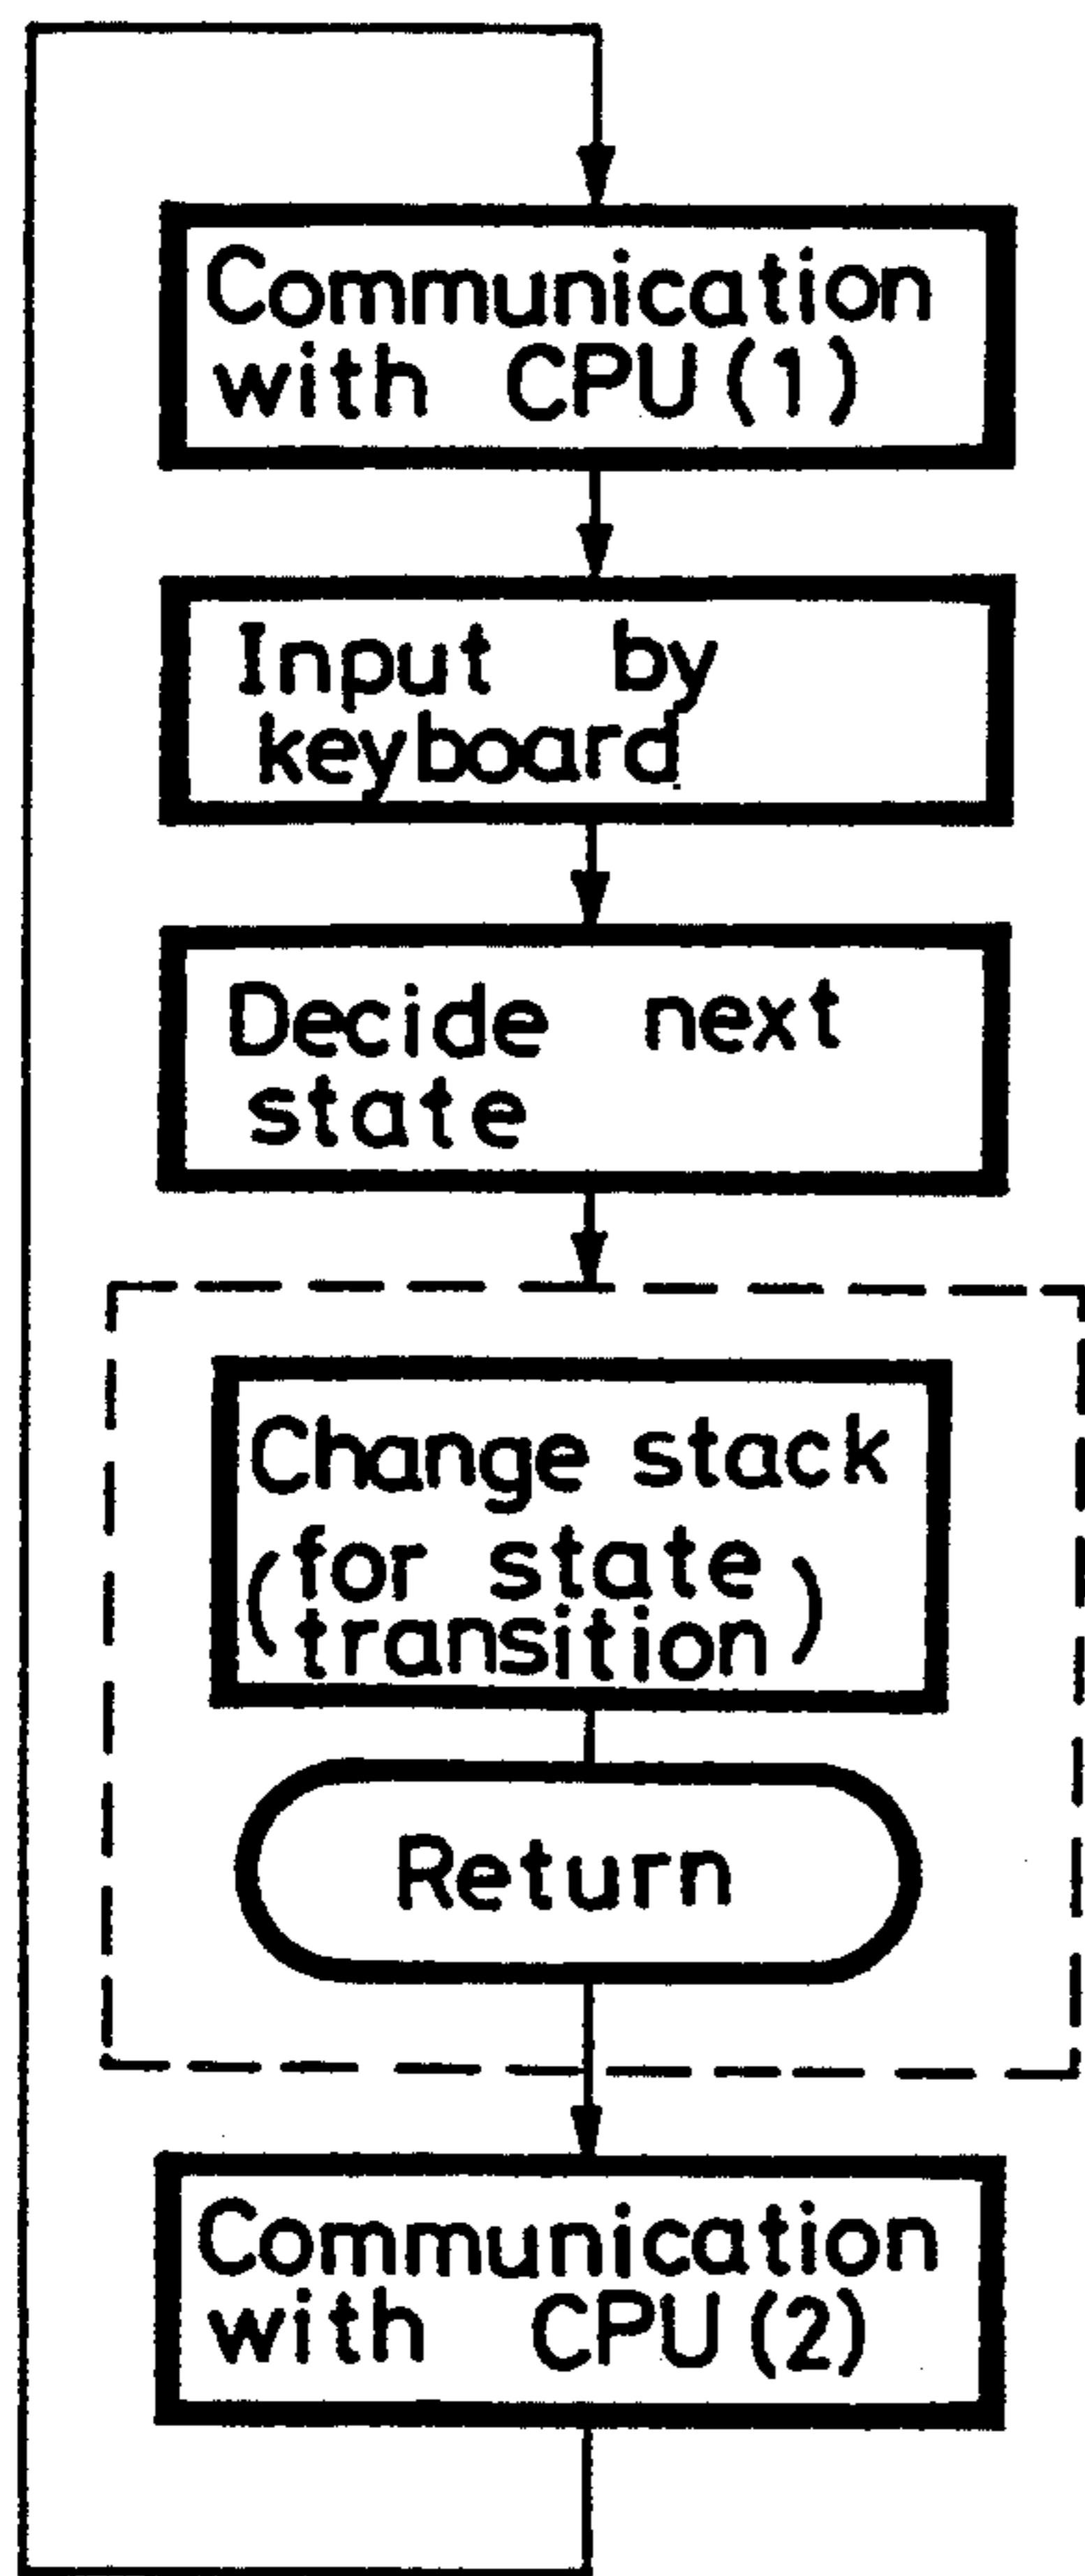 Communication
with CPU(1)
Input by
keyboard
Decide next
state
Change stack
(for state
transition)
Return
Communication
with CPU(2)